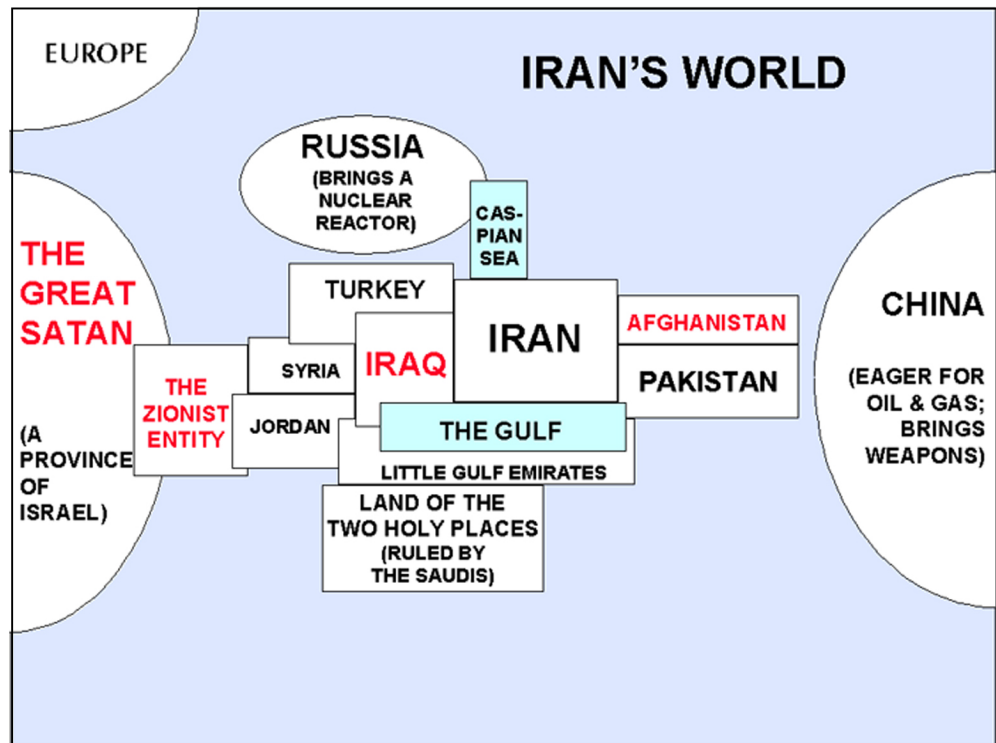 EUROPE
IRAN'S WORLD
RUSSIA
(BRINGS A
NUCLEAR
REACTOR)
CAS-
PIAN
SEA
THE
GREAT
SATAN
(A
PROVINCE
OF
ISRAEL)
TURKEY
IRAN
AFGHANISTAN
PAKISTAN
CHINA
(EAGER FOR
OIL & GAS;
BRINGS
WEAPONS)
IRAQ
SYRIA
THE
ZIONIST
ENTITY
JORDAN
THE GULF
LITTLE GULF EMIRATES
LAND OF THE
TWO HOLY PLACES
(RULED BY
THE SAUDIS)